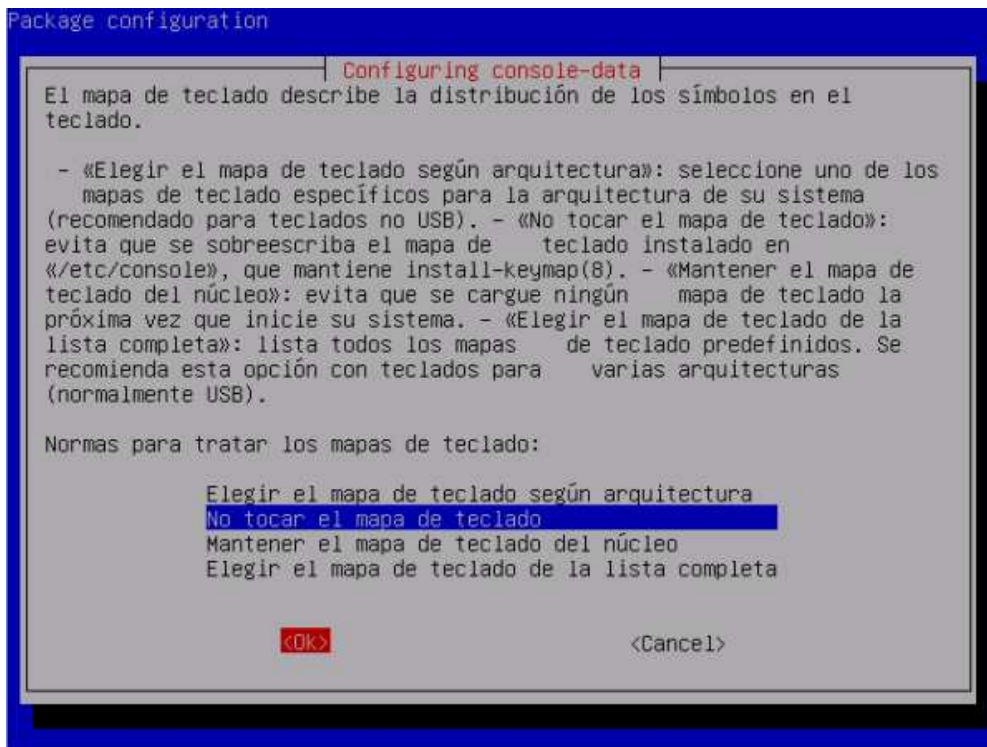 Package configuration
Configuring console-data
El mapa de teclado describe la distribución de los símbolos en el
teclado.
- «Elegir el mapa de teclado según arquitectura»: seleccione uno de los
mapas de teclado específicos para la arquitectura de su sistema
(recomendado para teclados no USB). – «No tocar el mapa de teclado»:
evita que se sobreescriba el mapa de    teclado instalado en
«/etc/console», que mantiene install-keymap(8). – «Mantener el mapa de
teclado del núcleo»: evita que se cargue ningún    mapa de teclado la
próxima vez que inicie su sistema. – «Elegir el mapa de teclado de la
lista completa»: lista todos los mapas    de teclado predefinidos. Se
recomienda esta opción con teclados para    varias arquitecturas
(normalmente USB).
Normas para tratar los mapas de teclado:
Elegir el mapa de teclado según arquitectura
No tocar el mapa de teclado
Mantener el mapa de teclado del núcleo
Elegir el mapa de teclado de la lista completa
<Ok>    <Cancel>